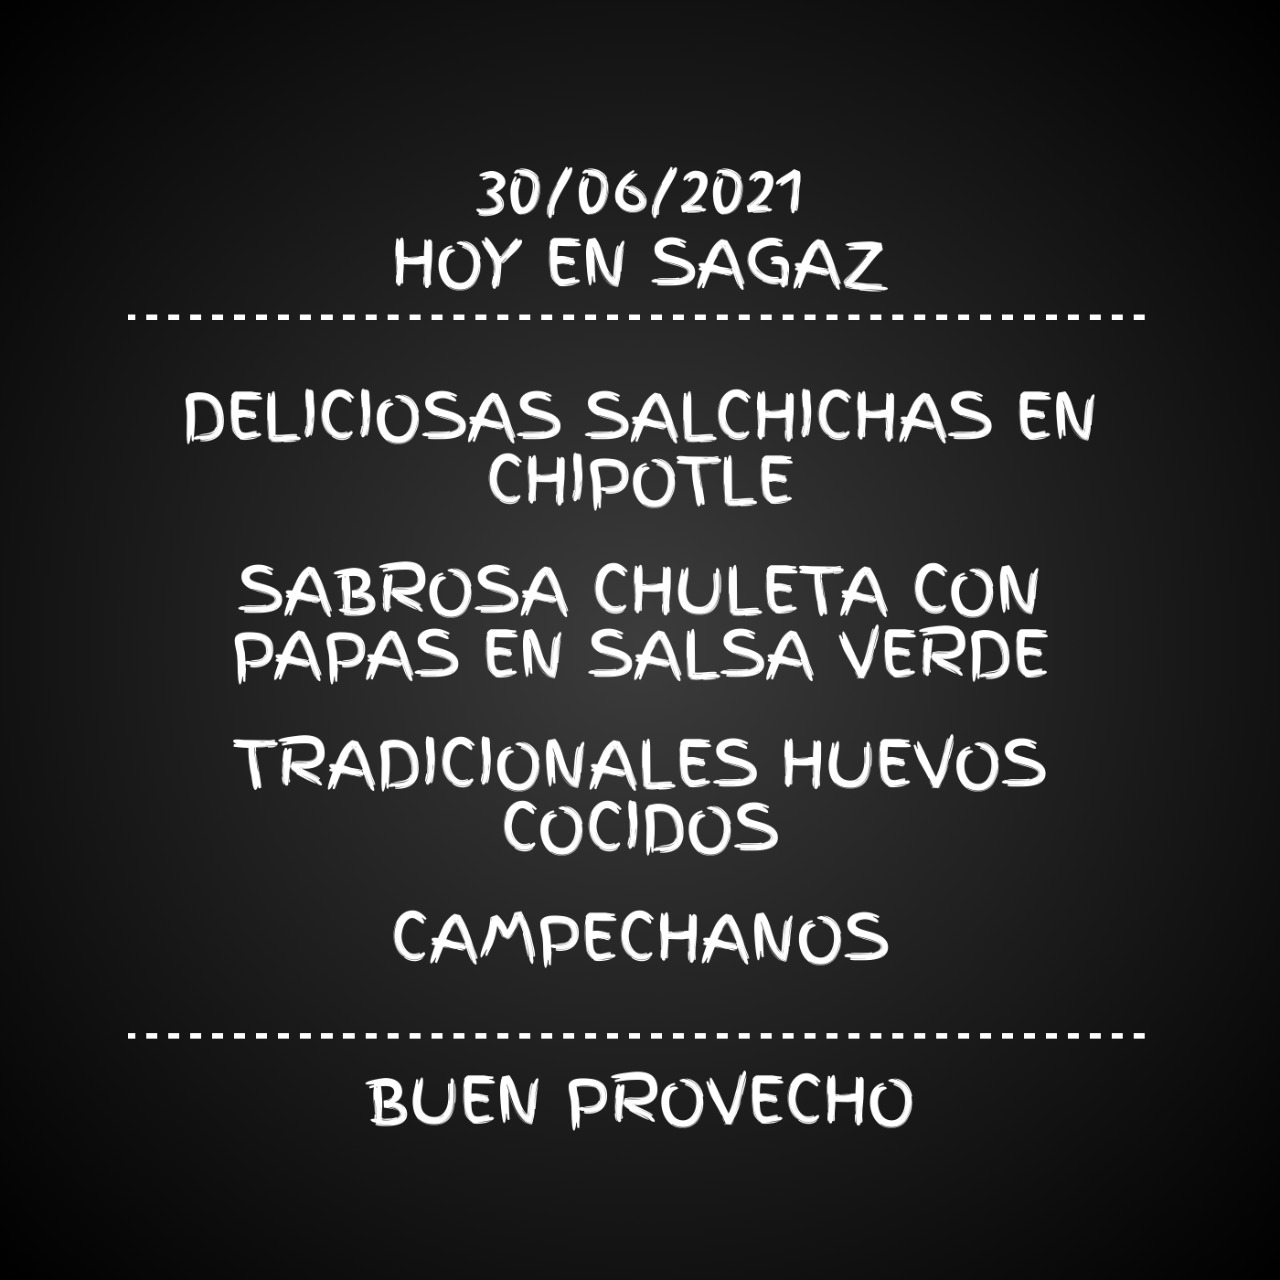 30/06/2021
HOY EN SAGAZ
DELICIOSAS SALCHICHAS EN
CHIPOTLE
SABROSA CHULETA CON
PAPAS EN SALSA VERDE
TRADICIONALES HUEVOS
COCIDOS
CAMPECHANOS
BUEN PROVECHO